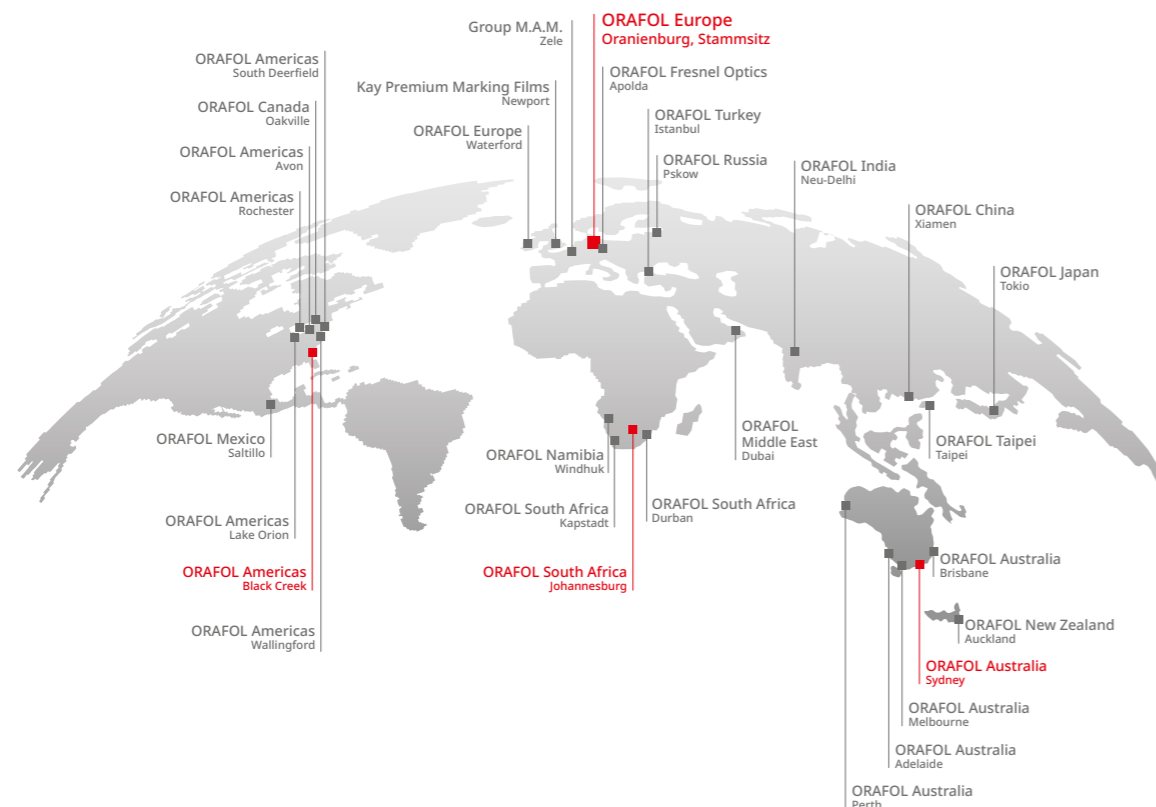 Group M.A.M.
Zele
ORAFOL Europe
Oranienburg, Stammsitz
ORAFOL Americas
South Deerfield
Kay Premium Marking Films
Newport
ORAFOL Fresnel Optics
Apolda
ORAFOL Canada
Oakville
ORAFOL Europe
Waterford
ORAFOL Turkey
Istanbul
ORAFOL Americas
Avon
ORAFOL Russia
Pskow
ORAFOL India
Neu-Delhi
ORAFOL Americas
Rochester
ORAFOL China
Xiamen
ORAFOL Japan
Tokio
ORAFOL Mexico
Saltillo
ORAFOL Namibia
Windhuk
ORAFOL
Middle East
Dubai
ORAFOL Taipei
Taipei
ORAFOL Americas
Lake Orion
ORAFOL South Africa
Kapstadt
ORAFOL South Africa
Durban
ORAFOL Americas
Black Creek
ORAFOL South Africa
Johannesburg
ORAFOL Australia
Brisbane
ORAFOL Americas
Wallingford
ORAFOL New Zealand
Auckland
ORAFOL Australia
Sydney
ORAFOL Australia
Melbourne
ORAFOL Australia
Adelaide
ORAFOL Australia
Perth